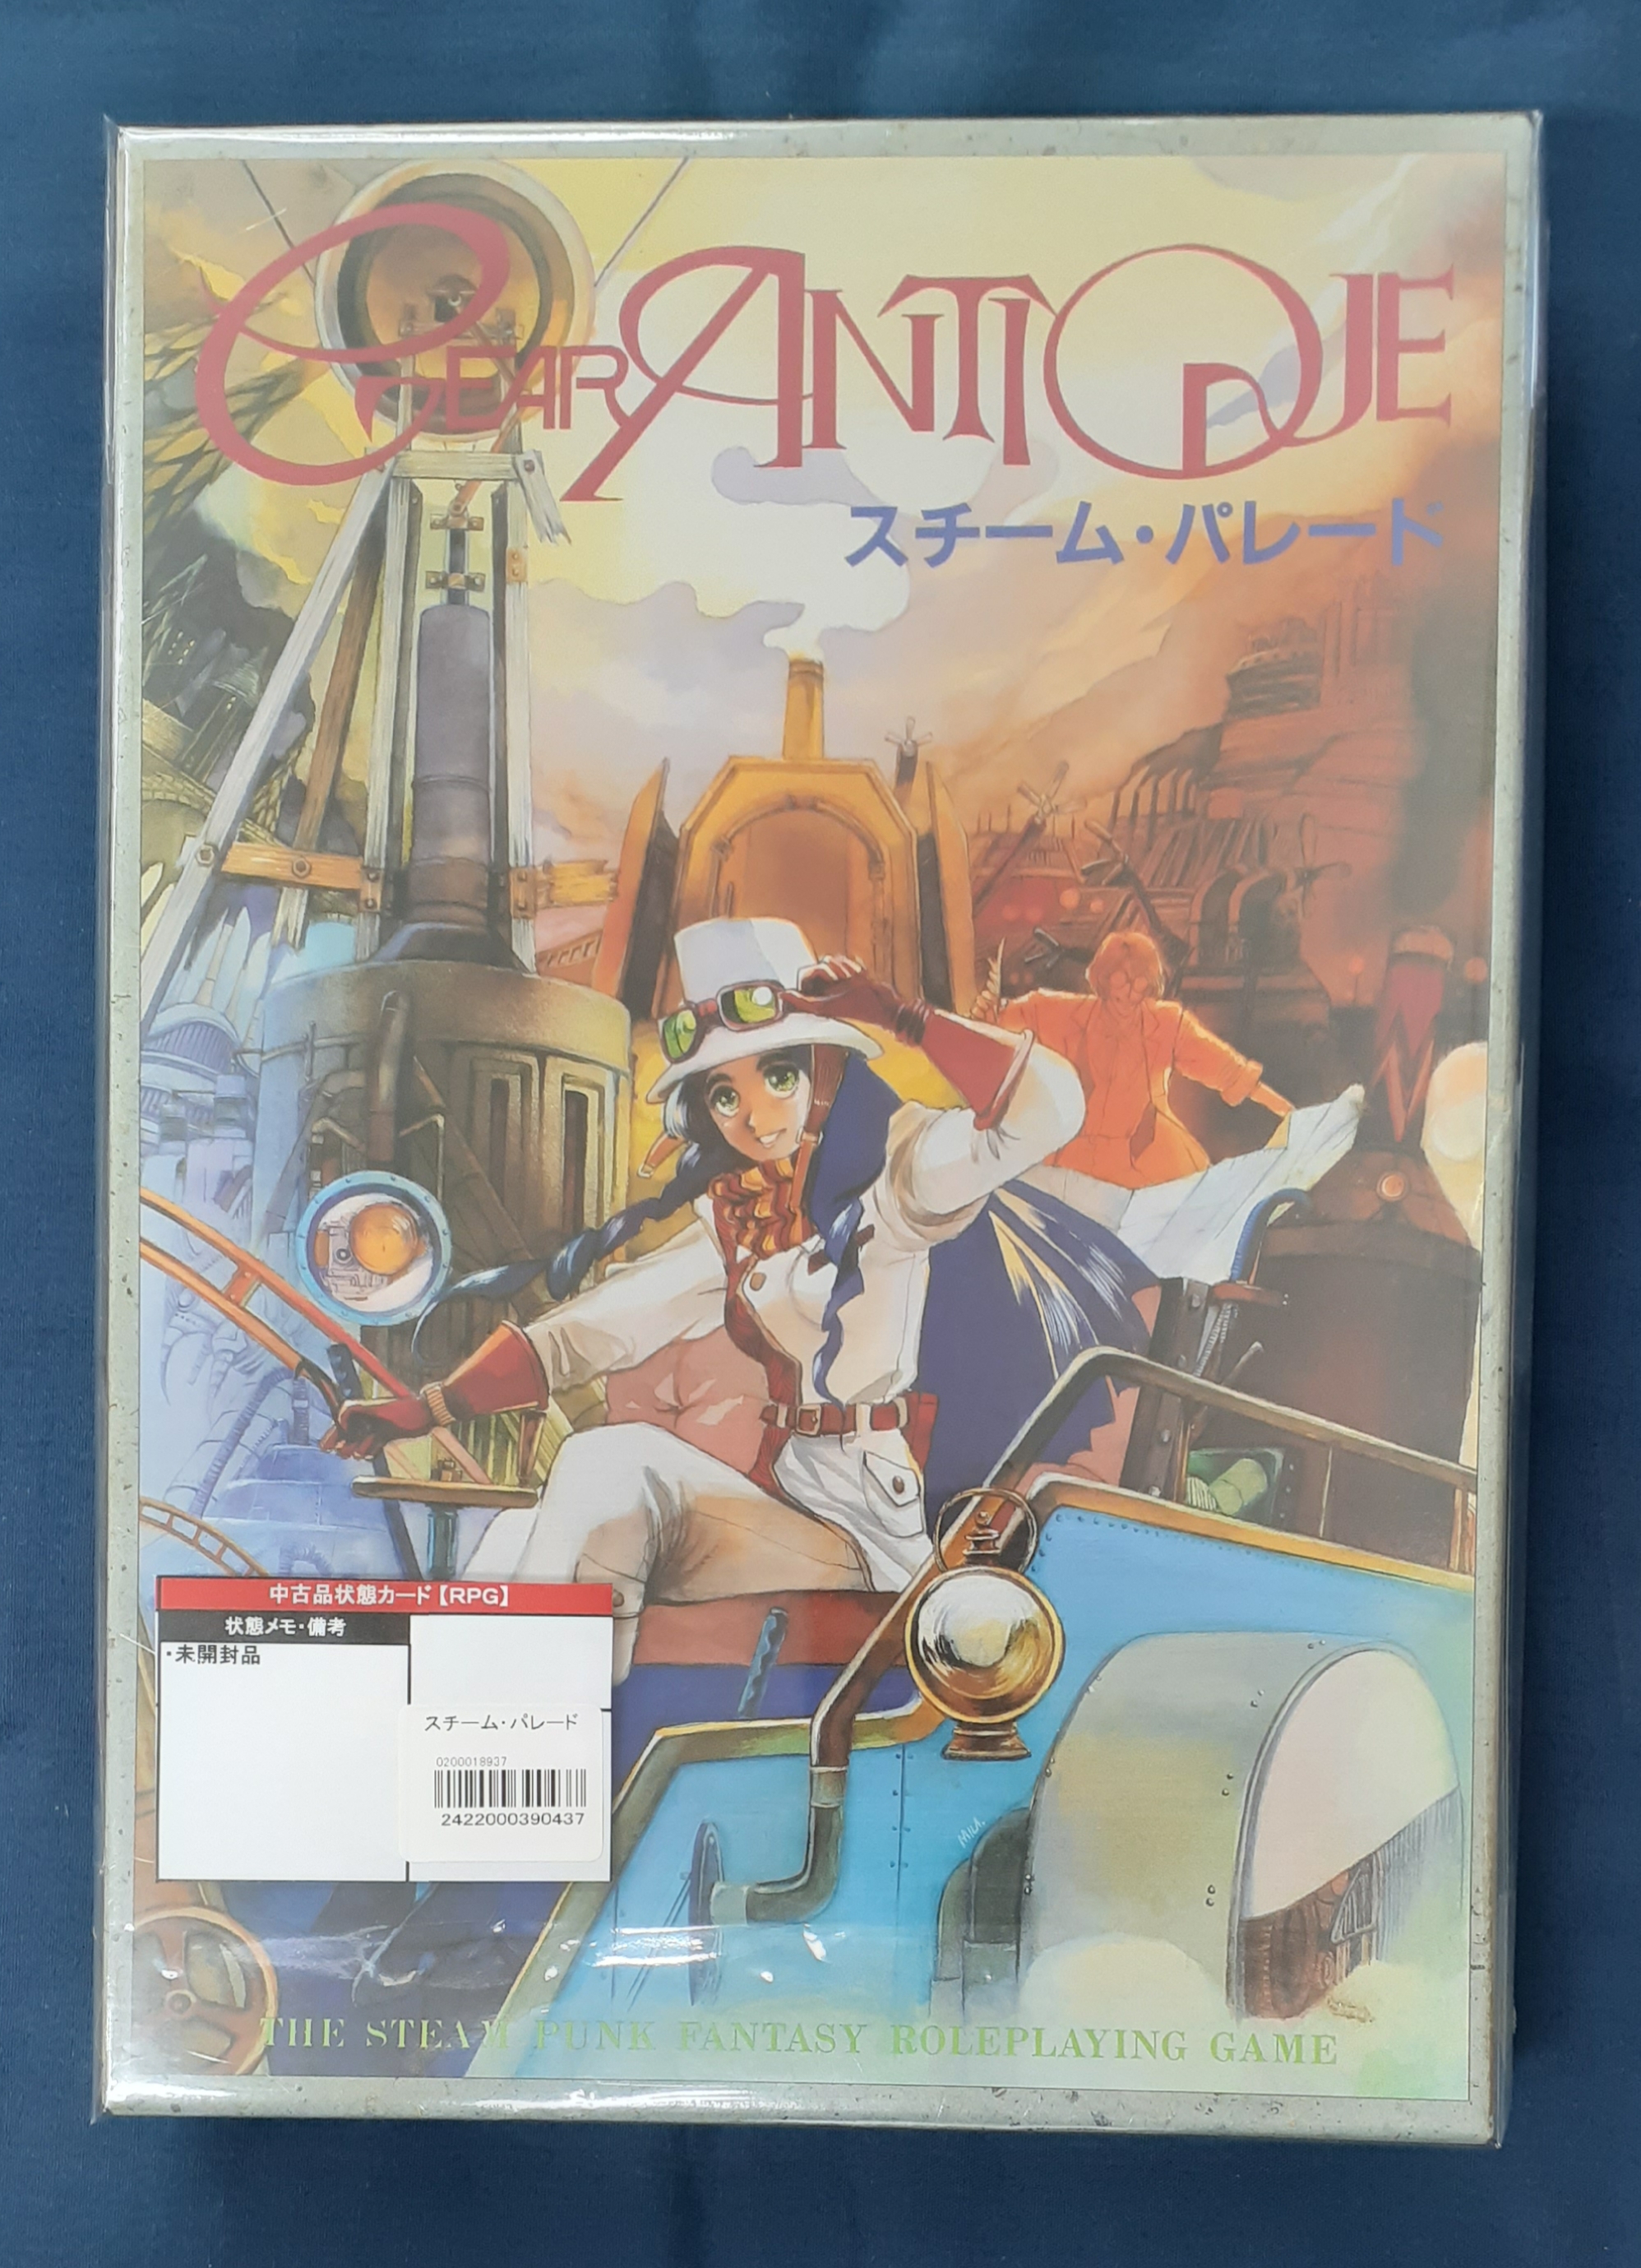 GEAR ANTIQUE
スチーム・パレード
MILA.
中古品状態カード【RPG】
状態メモ・備考
・未開封品
スチーム・パレード
0200018937
2422000390437
THE STEAM PUNK FANTASY ROLEPLAYING GAME